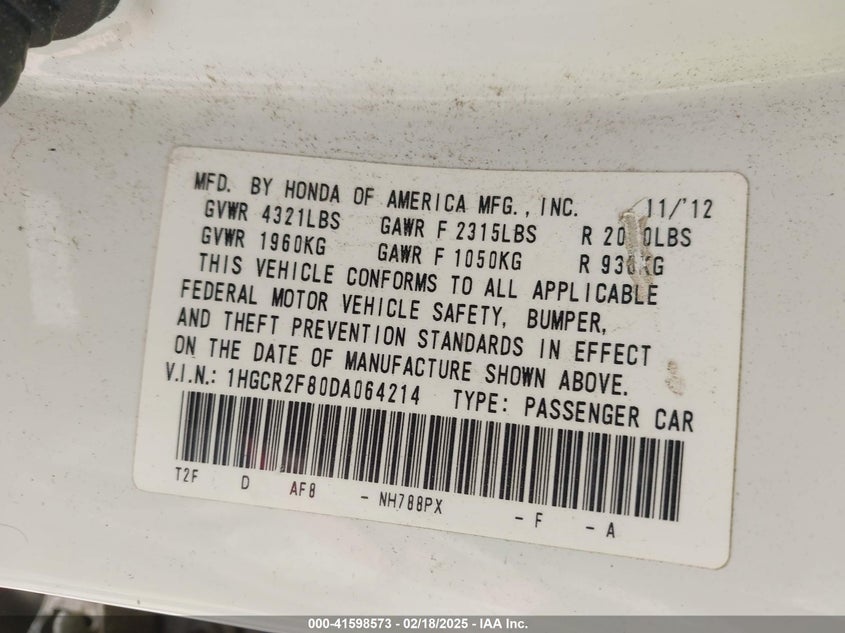 MFD. BY HONDA OF AMERICA MFG., INC. 11/'12
GVWR 4321LBS GAWR F 2315LBS R LBS
GVWR 1960KG GAWR F 1050KG R KG
THIS VEHICLE CONFORMS TO ALL APPLICABLE
FEDERAL MOTOR VEHICLE SAFETY, BUMPER,
AND THEFT PREVENTION STANDARDS IN EFFECT
ON THE DATE OF MANUFACTURE SHOWN ABOVE.
V.I.N.: 1HGCR2F80DA064214 TYPE: PASSENGER CAR
T2F D AF8 - NH788PX - F - A
000-41598573 - 02/18/2025 - IAA Inc.